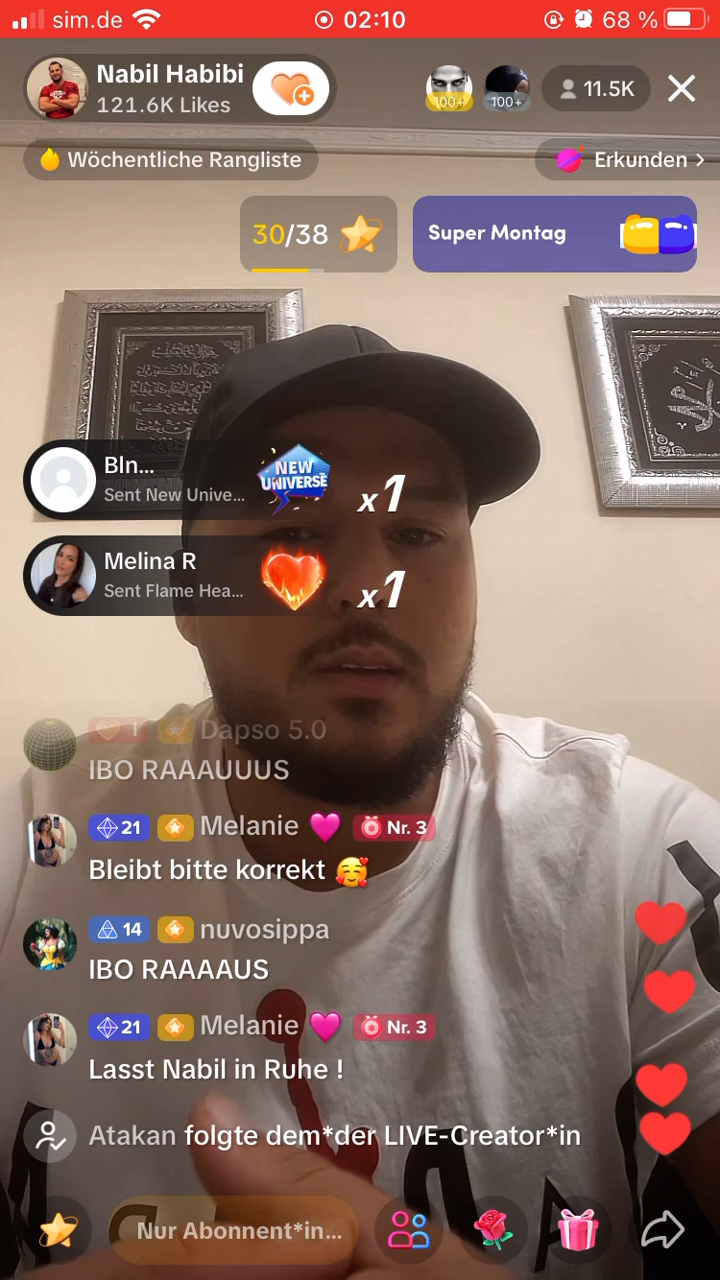 sim.de
02:10
68 %
Nabil Habibi
121.6K Likes
100+
100+
11.5K
Wöchentliche Rangliste
Erkunden >
30/38
Super Montag
Bln...
Sent New Unive...
NEW
UNIVERSE
x1
Melina R
Sent Flame Hea...
x1
Dapso 5.0
IBO RAAAUUUS
21 Melanie 🩷 Nr. 3
Bleibt bitte korrekt 🥰
14 nuvosippa
IBO RAAAAUS
21 Melanie 🩷 Nr. 3
Lasst Nabil in Ruhe !
Atakan folgte dem*der LIVE-Creator*in
Nur Abonnent*in...